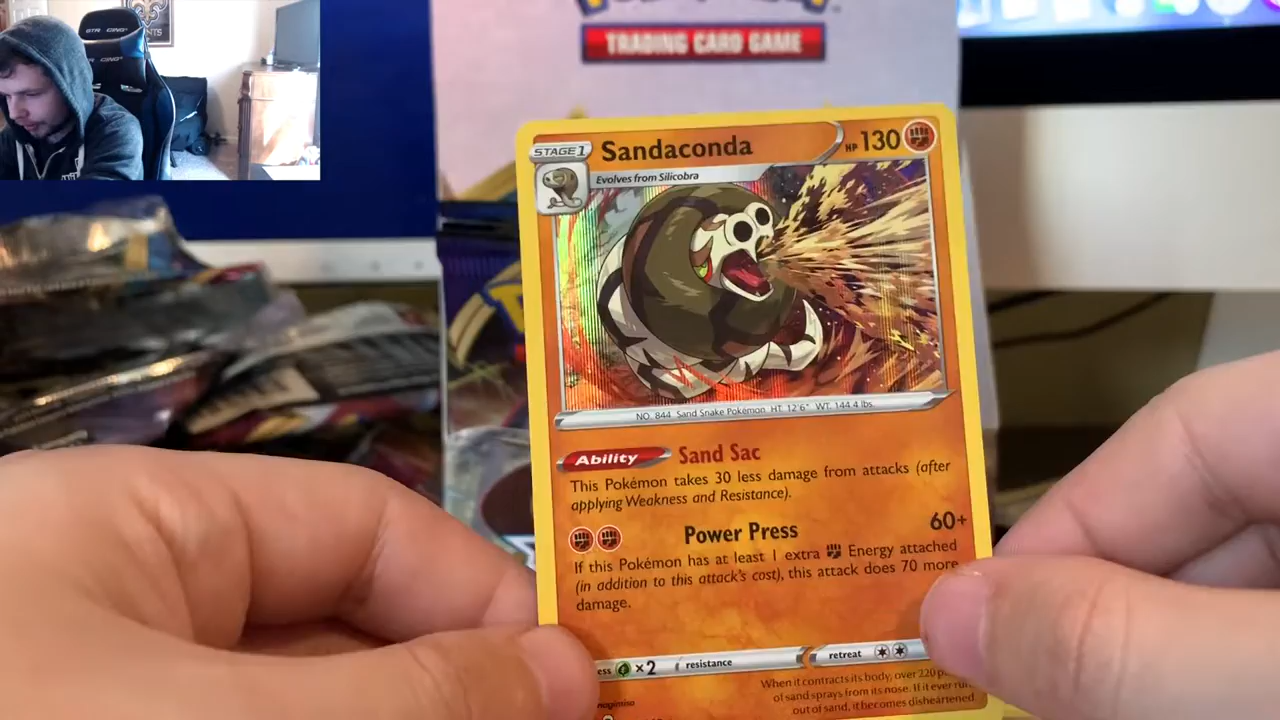 TRADING CARD GAME
STAGE 1
Sandaconda
HP 130
Evolves from Silicobra
NO. 844 Sand Snake Pokémon HT. 12'6" WT. 144.4 lbs.
Ability Sand Sac
This Pokémon takes 30 less damage from attacks (after
applying Weakness and Resistance).
Power Press 60+
If this Pokémon has at least 1 extra Energy attached
(in addition to this attack's cost), this attack does 70 more
damage.
×2 resistance
retreat
When it contracts its body, over 220
of sand sprays from its nose. If it ever
out of sand, it becomes disheartened.